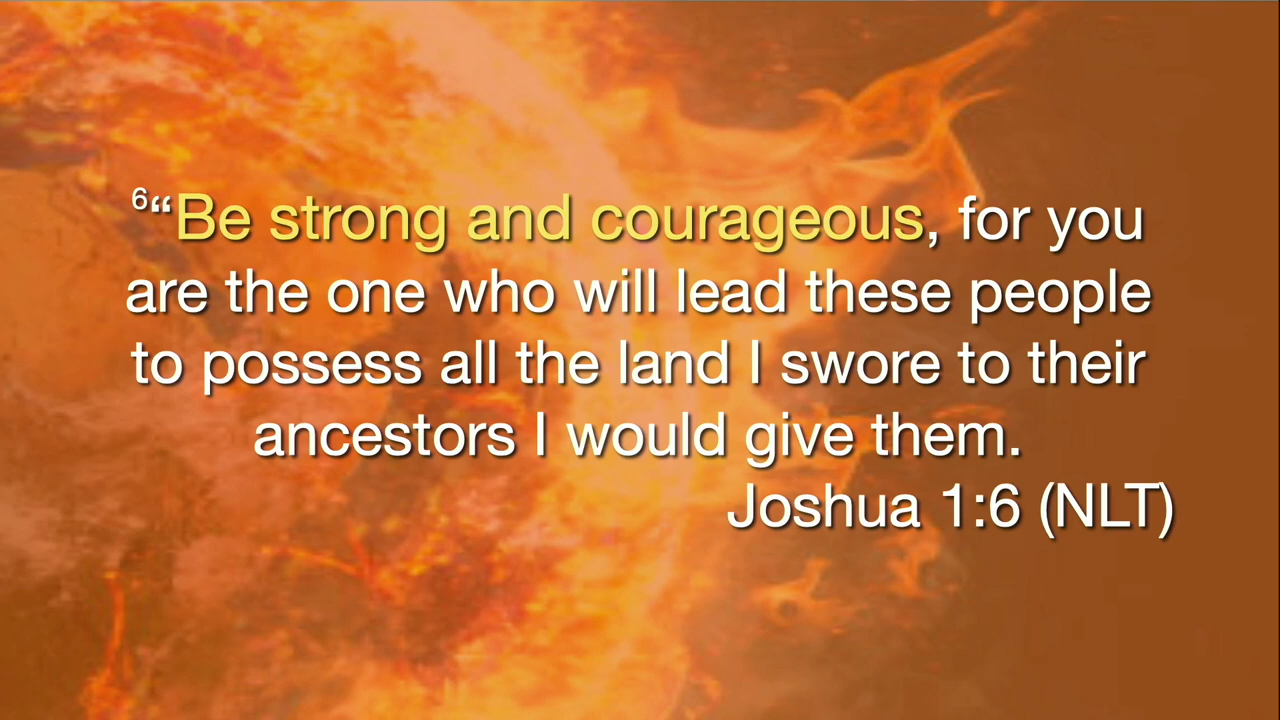 6“Be strong and courageous, for you
are the one who will lead these people
to possess all the land I swore to their
ancestors I would give them.
Joshua 1:6 (NLT)